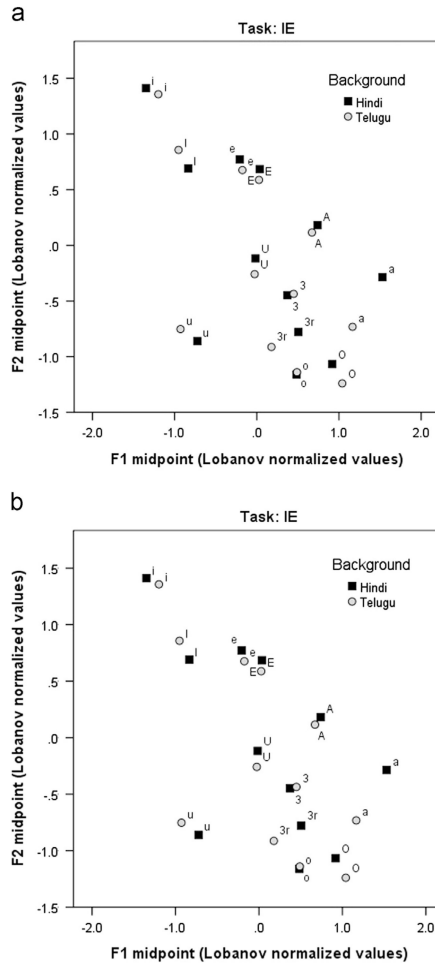 a
Task: IE
Background
Hindi
Telugu
F2 midpoint (Lobanov normalized values)
1.5
1.0
.5
.0
-.5
-1.0
-1.5
i i
I
I
e e E
E
A
A
U
U
a
3
3
3r
a
u
u
3r
O
o
O
o
-2.0 -1.0 .0 1.0 2.0
F1 midpoint (Lobanov normalized values)
b
Task: IE
Background
Hindi
Telugu
F2 midpoint (Lobanov normalized values)
1.5
1.0
.5
.0
-.5
-1.0
-1.5
i i
I
I
e e E
E
A
A
U
U
a
3
3
3r
a
u
u
3r
O
o
O
o
-2.0 -1.0 .0 1.0 2.0
F1 midpoint (Lobanov normalized values)